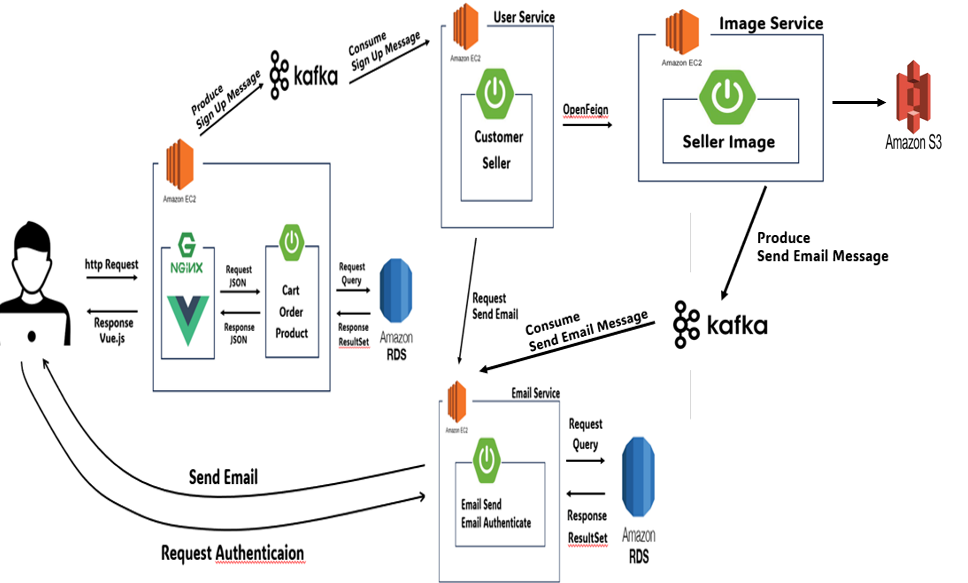 User Service
Amazon EC2
Customer
Seller
Image Service
Amazon EC2
Seller Image
Amazon S3
OpenFeign
Produce
Sign Up Message
kafka
Consume
Sign Up Message
Amazon EC2
http Request
Response
Vue.js
NGiNX
Request
JSON
Response
JSON
Cart
Order
Product
Request
Query
Response
ResultSet
Amazon
RDS
Request
Send Email
Produce
Send Email Message
kafka
Consume
Send Email Message
Email Service
Amazon EC2
Email Send
Email Authenticate
Request
Query
Response
ResultSet
Amazon
RDS
Send Email
Request Authenticaion